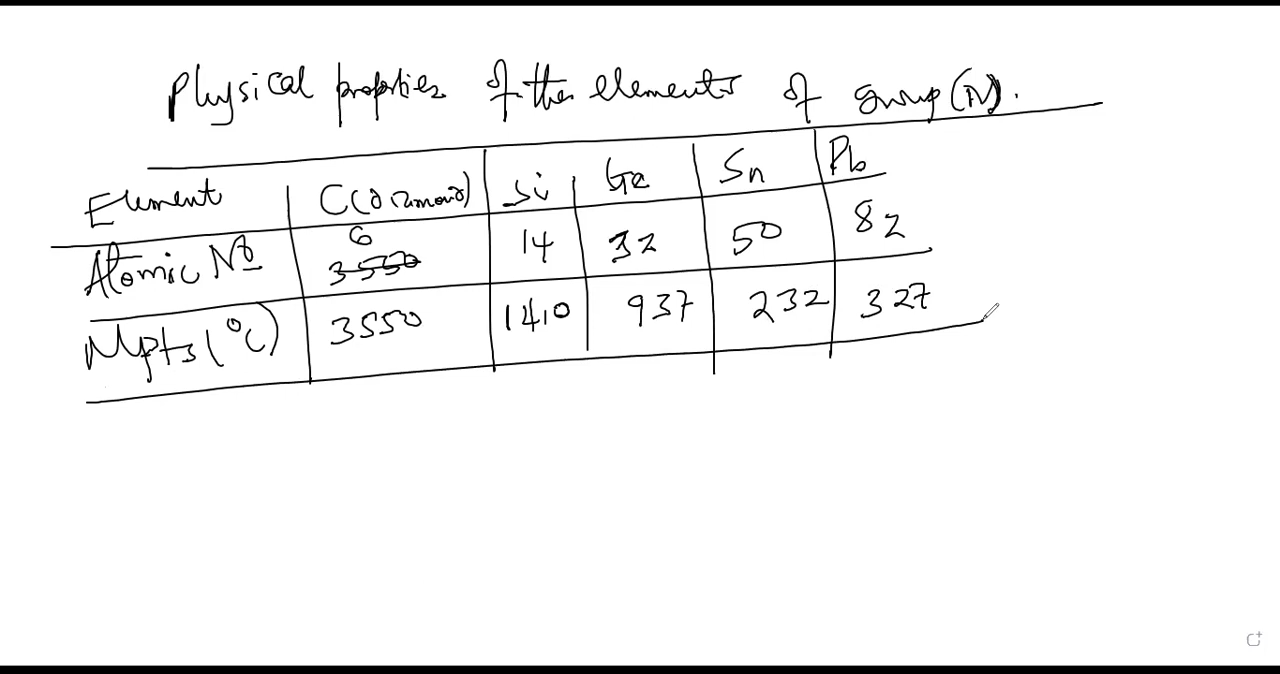 Physical properties of the elements of group (IV).
Element C(diamond) Si Ge Sn Pb
Atomic No 6 14 32 50 82
3550
Mpts (°C) 3550 1410 937 232 327